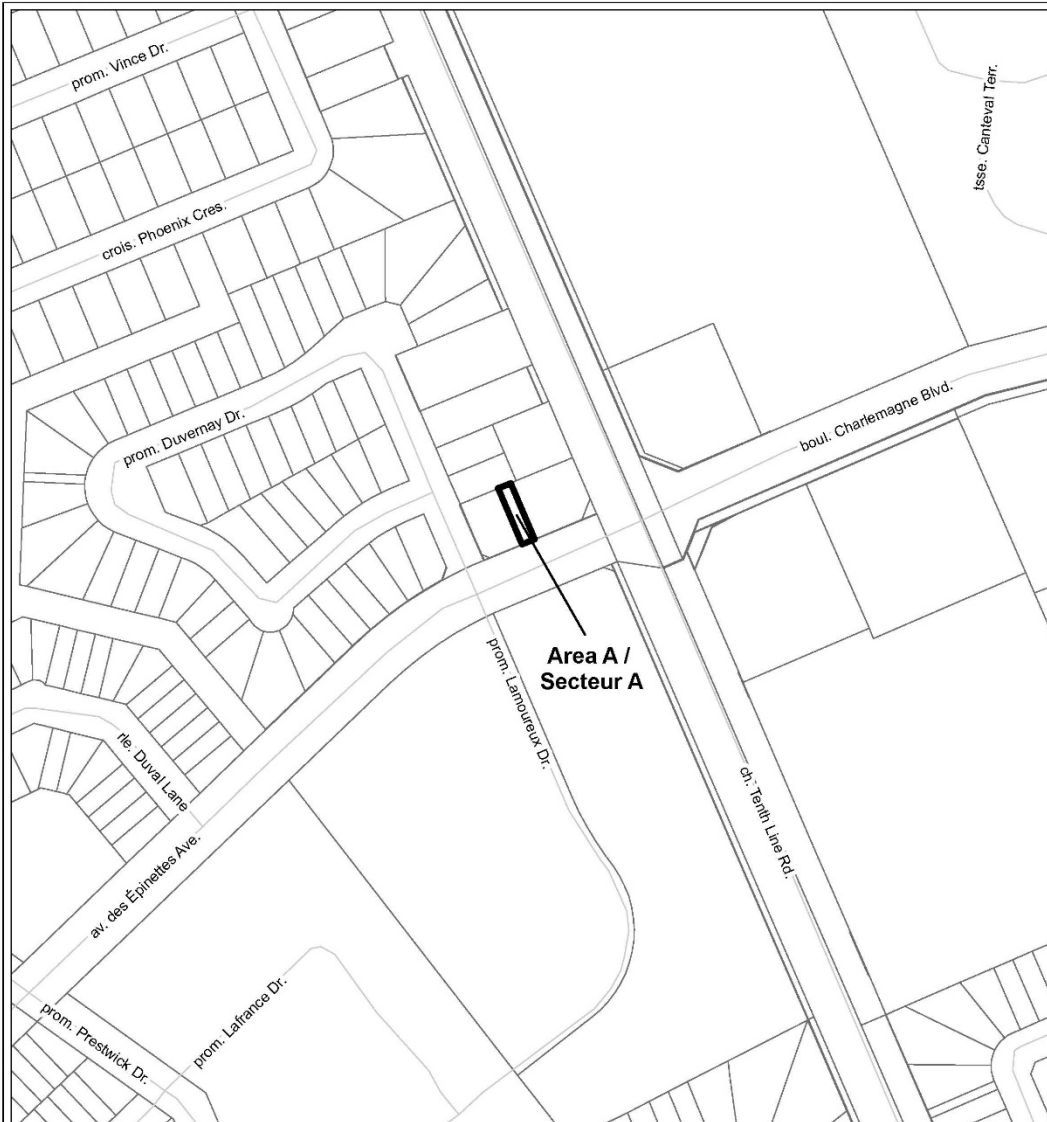 prom. Vince Dr.
tsse. Canteval Terr.
crois. Phoenix Cres.
boul. Charlemagne Blvd.
prom. Duvernay Dr.
Area A /
Secteur A
prom. Lamoureux Dr.
rle. Duval Lane
ch. Tenth Line Rd.
av. des Épinettes Ave.
prom. Lafrance Dr.
prom. Prestwick Dr.